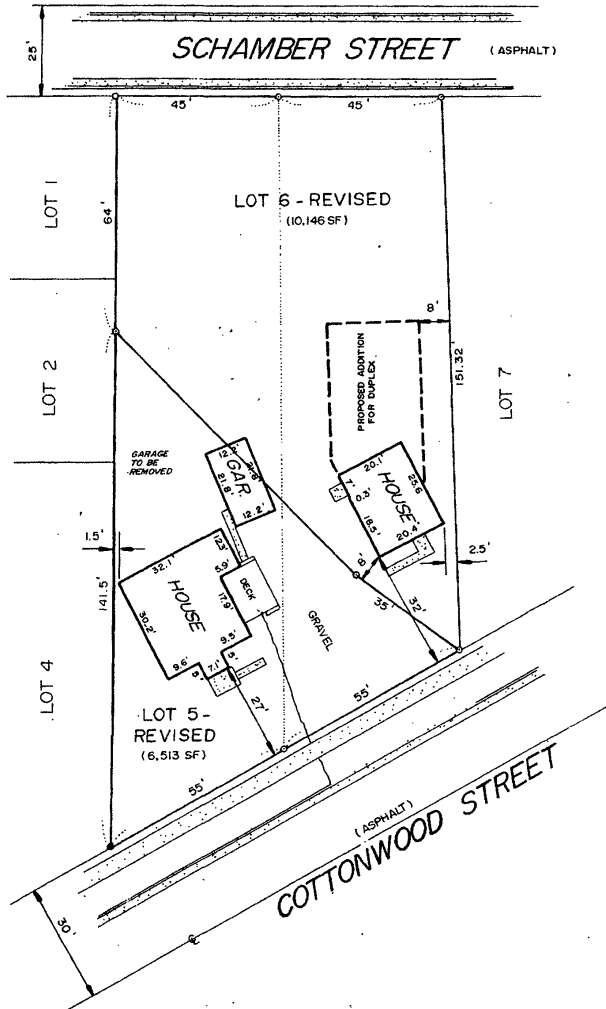 25'
SCHAMBER STREET (ASPHALT)
45'
45'
LOT 1
64'
LOT 6 - REVISED
(10,146 SF)
8'
LOT 2
PROPOSED ADDITION
FOR DUPLEX
151.32'
LOT 7
GARAGE
TO BE
REMOVED
GAR.
21.8'
21.8'
12.2'
20.1'
7'
0.3'
25.6
HOUSE
18.5'
20.4'
1.5'
32.1'
12.3'
5.9'
HOUSE
17.9'
DECK
8'
2.5'
141.5'
30.2'
GRAVEL
35'
32'
9.5'
9.6'
5'
7.1'
5'
LOT 4
27'
LOT 5 -
REVISED
(6,513 SF)
55'
55'
(ASPHALT)
COTTONWOOD STREET
30'